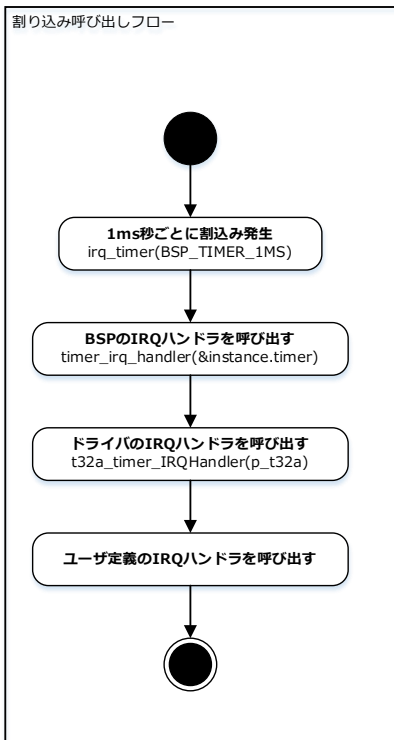 割り込み呼び出しフロー
1ms秒ごとに割込み発生
irq_timer(BSP_TIMER_1MS)
BSPのIRQハンドラを呼び出す
timer_irq_handler(&instance.timer)
ドライバのIRQハンドラを呼び出す
t32a_timer_IRQHandler(p_t32a)
ユーザ定義のIRQハンドラを呼び出す